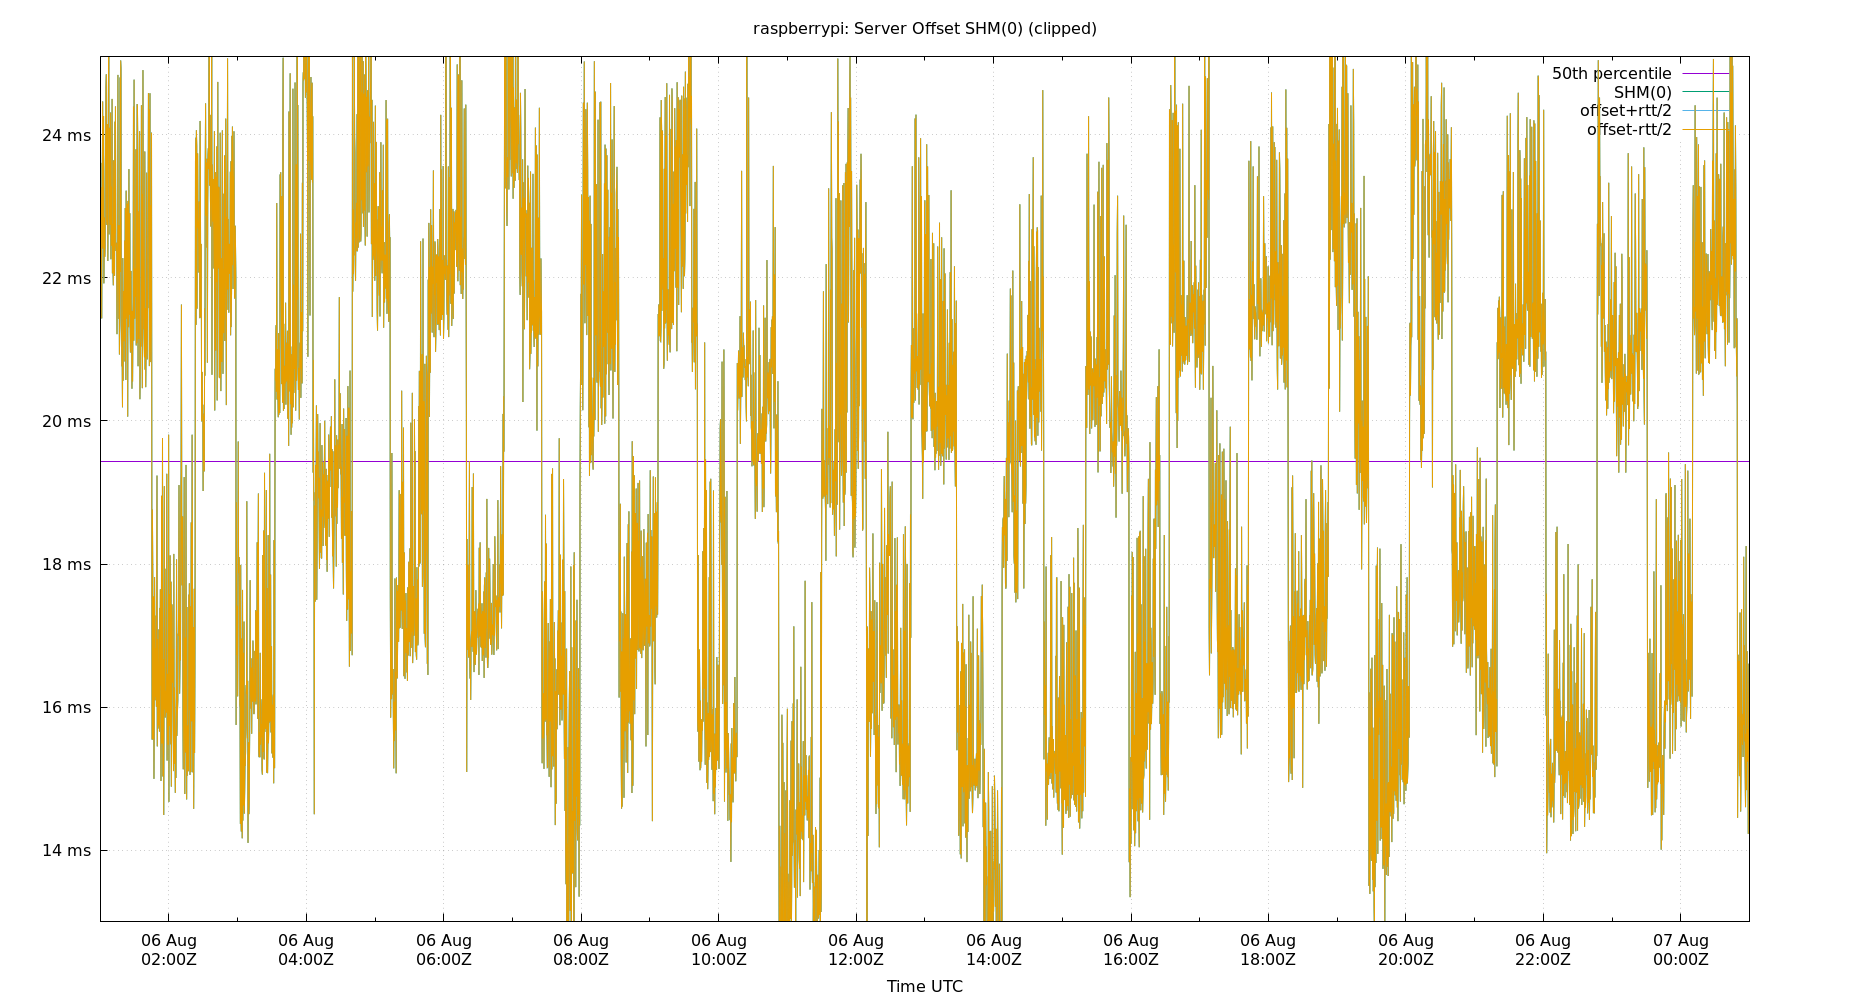 raspberrypi: Server Offset SHM(0) (clipped)
50th percentile
SHM(0)
offset+rtt/2
offset-rtt/2
24 ms
22 ms
20 ms
18 ms
16 ms
14 ms
06 Aug 06 Aug 06 Aug 06 Aug 06 Aug 06 Aug 06 Aug 06 Aug 06 Aug 06 Aug 06 Aug 07 Aug
02:00Z 04:00Z 06:00Z 08:00Z 10:00Z 12:00Z 14:00Z 16:00Z 18:00Z 20:00Z 22:00Z 00:00Z
Time UTC